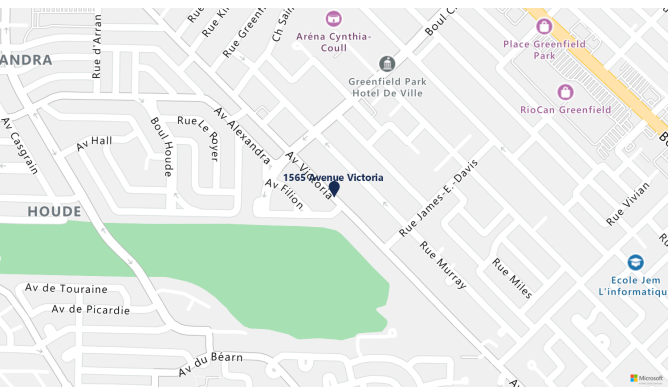 Rue d'Arran
Rue Greenf
Ch Sain
Aréna Cynthia-
Coull
Boul C
Place Greenfield
Park
ANDRA
Greenfield Park
Hotel De Ville
RioCan Greenfield
Av Casgrain
Av Hall
Boul Houde
Rue Le Royer
Av Alexandra
Av Victoria
Av Filion
1565 Avenue Victoria
HOUDE
Rue James-E.-Davis
Rue Vivian
Rue Murray
Rue Miles
Ecole Jem
L'informatiqu
Av de Touraine
Av de Picardie
Av du Béarn
Microsoft